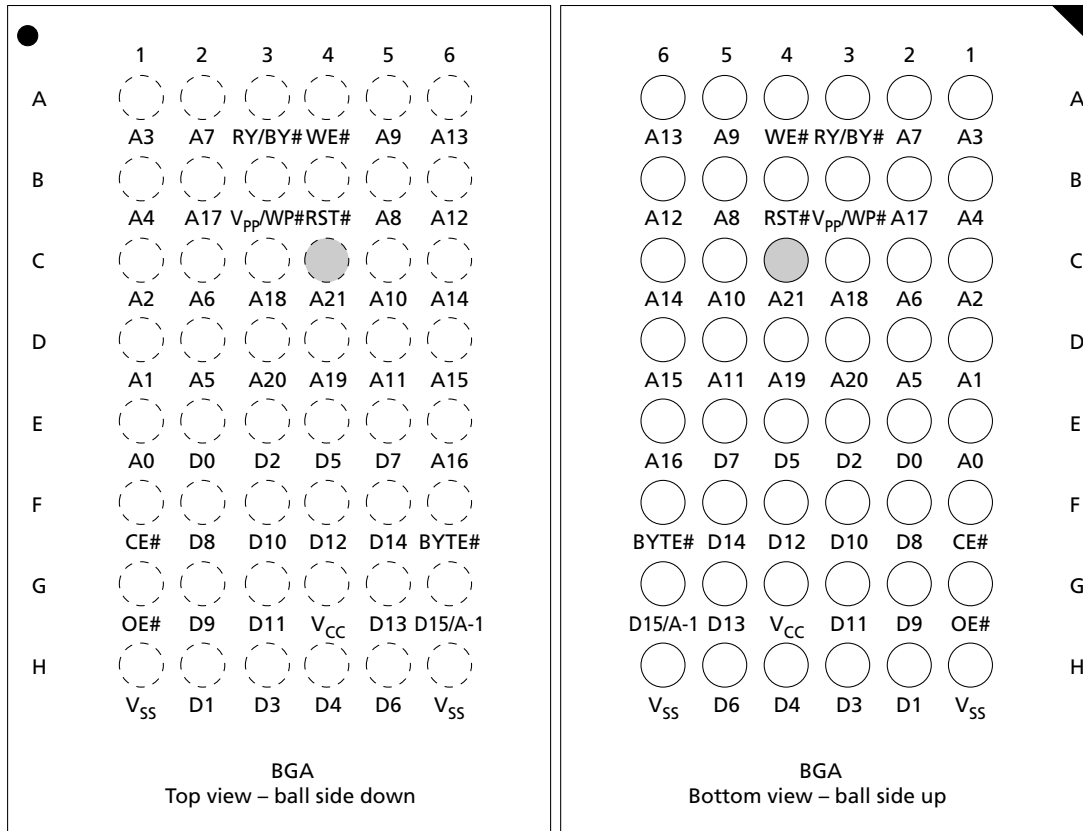 1 2 3 4 5 6
A
A3 A7 RY/BY# WE# A9 A13
B
A4 A17 VPP/WP# RST# A8 A12
C
A2 A6 A18 A21 A10 A14
D
A1 A5 A20 A19 A11 A15
E
A0 D0 D2 D5 D7 A16
F
CE# D8 D10 D12 D14 BYTE#
G
OE# D9 D11 VCC D13 D15/A-1
H
VSS D1 D3 D4 D6 VSS
BGA
Top view – ball side down
6 5 4 3 2 1
A
A13 A9 WE# RY/BY# A7 A3
B
A12 A8 RST# VPP/WP# A17 A4
C
A14 A10 A21 A18 A6 A2
D
A15 A11 A19 A20 A5 A1
E
A16 D7 D5 D2 D0 A0
F
BYTE# D14 D12 D10 D8 CE#
G
D15/A-1 D13 VCC D11 D9 OE#
H
VSS D6 D4 D3 D1 VSS
BGA
Bottom view – ball side up